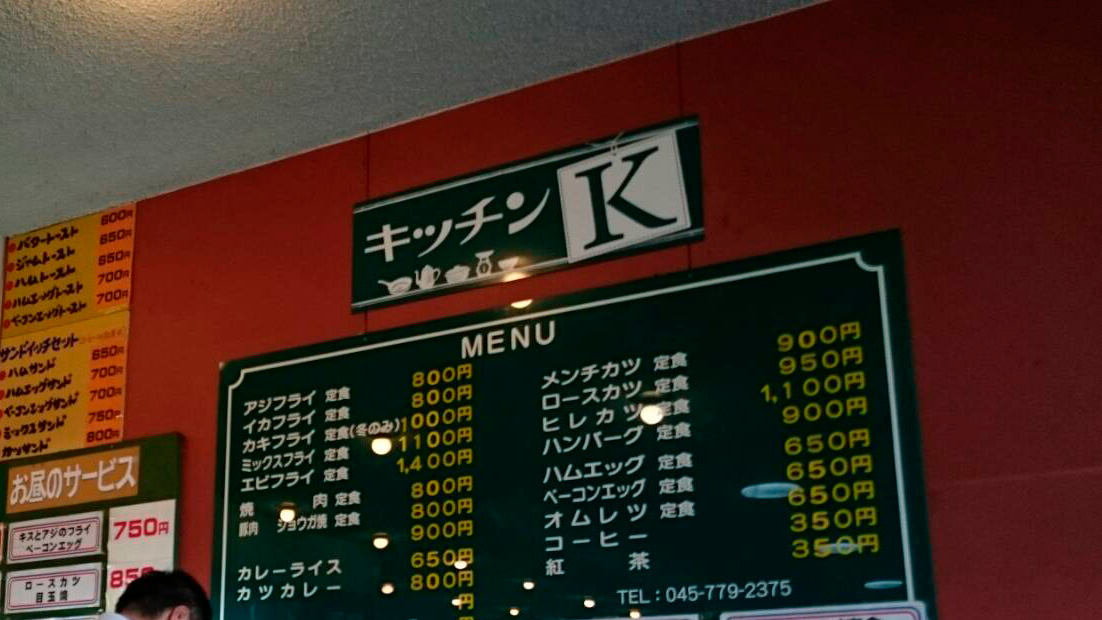 キッチンK
バタートースト 600円
ジャムトースト 650円
ハムトースト 650円
ハムエッグトースト 700円
ベーコンエッグトースト 700円
サンドイッチセット
ハムサンド 650円
ハムエッグサンド 700円
ベーコンエッグサンド 700円
ミックスサンド 750円
カツサンド 800円
お昼のサービス
キスとアジのフライ
ベーコンエッグ
750円
ロースカツ
目玉焼
850
MENU
アジフライ 定食 800円
イカフライ 定食 800円
カキフライ 定食(冬のみ) 1000円
ミックスフライ 定食 1100円
エビフライ 定食 1,400円
焼肉 定食 800円
豚肉ショウガ焼 定食 800円
900円
カレーライス 650円
カツカレー 800円
円
メンチカツ 定食 900円
ロースカツ 定食 950円
ヒレカツ 定食 1,100円
ハンバーグ 定食 900円
ハムエッグ 定食 650円
ベーコンエッグ 定食 650円
オムレツ 定食 650円
コーヒー 350円
紅茶 350円
TEL：045-779-2375